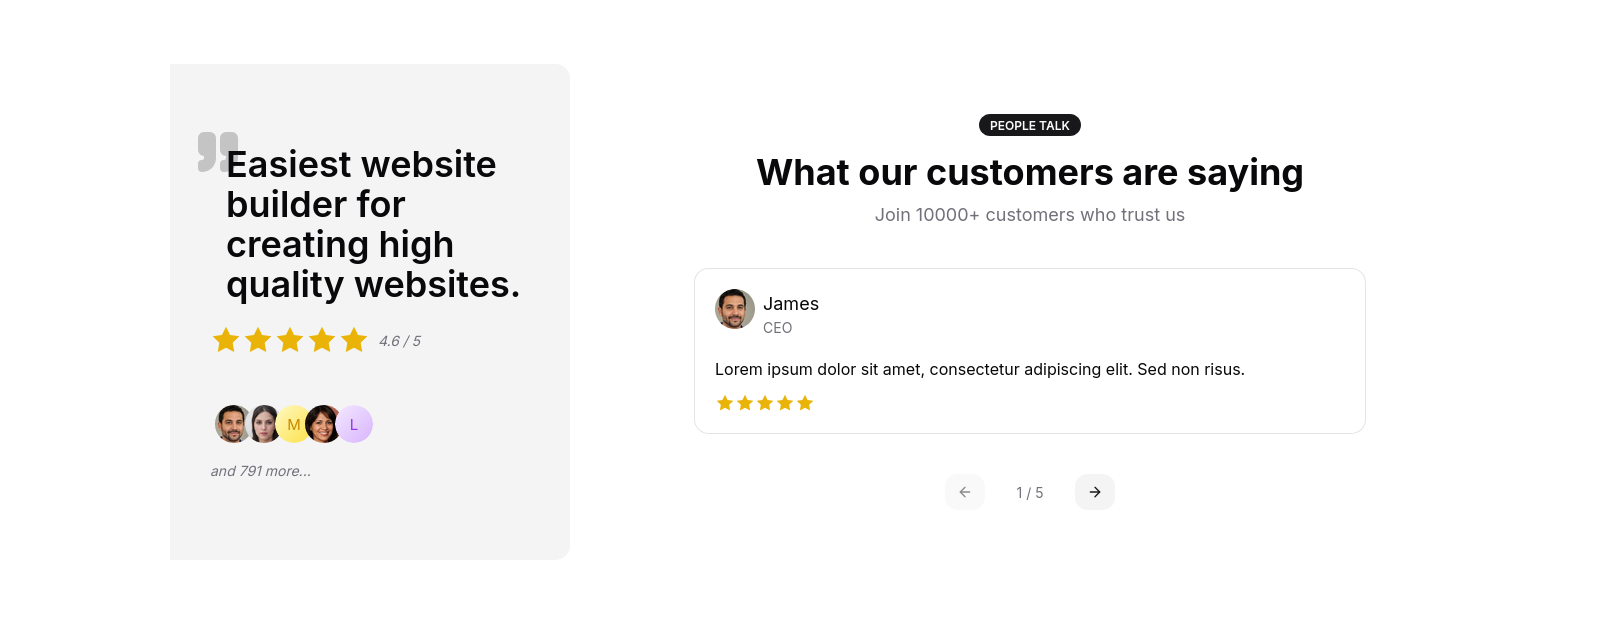 Easiest website
builder for
creating high
quality websites.
4.6 / 5
M
L
and 791 more...
PEOPLE TALK
What our customers are saying
Join 10000+ customers who trust us
James
CEO
Lorem ipsum dolor sit amet, consectetur adipiscing elit. Sed non risus.
1 / 5